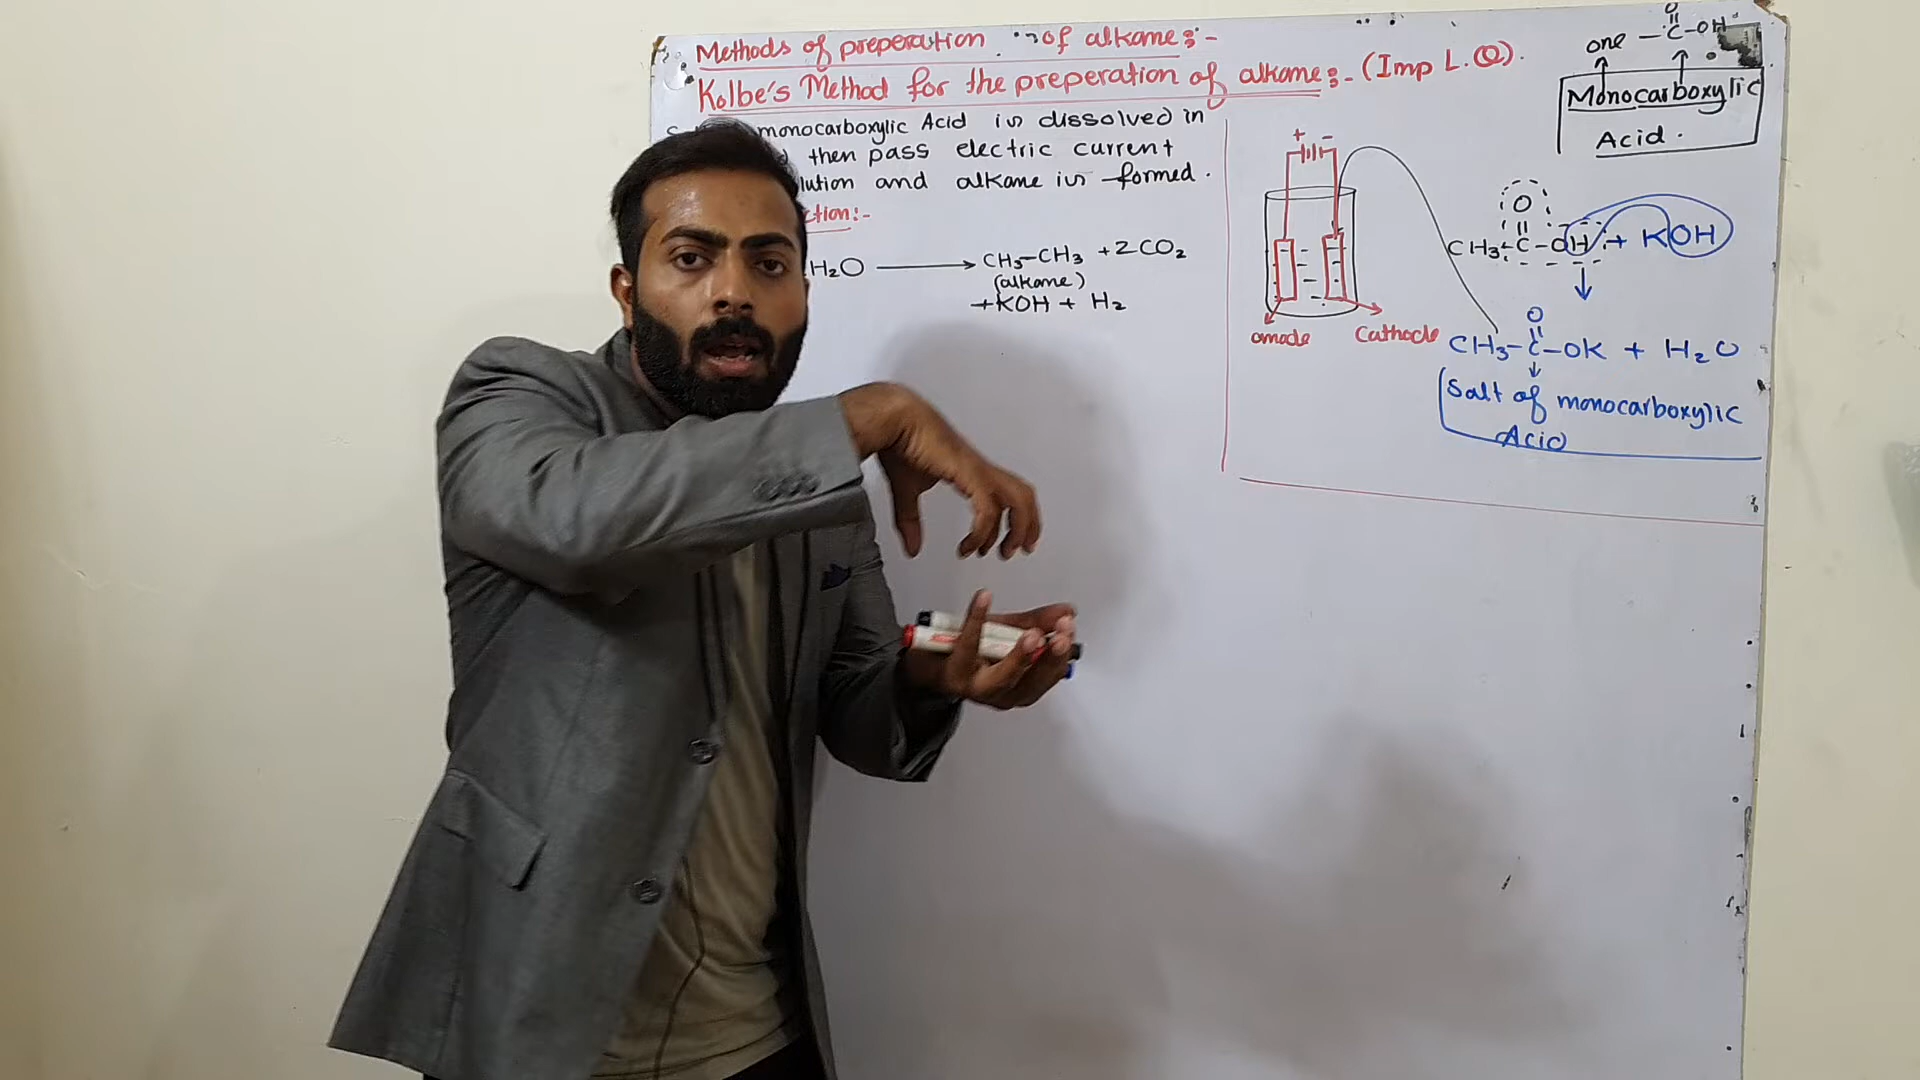 Methods of preperation of alkane:-
Kolbe's Method for the preperation of alkane:- (Imp L.Q).
monocarboxylic Acid is dissolved in
then pass electric current
lution and alkane is formed.
ction:-
H₂O → CH₃-CH₃ + 2CO₂
(alkane)
+KOH + H₂
+ -
anode Cathode
O
one -C-OH
Monocarboxylic
Acid.
O
CH₃-C-OH + KOH
O
CH₃-C-OK + H₂O
Salt of monocarboxylic
Acid